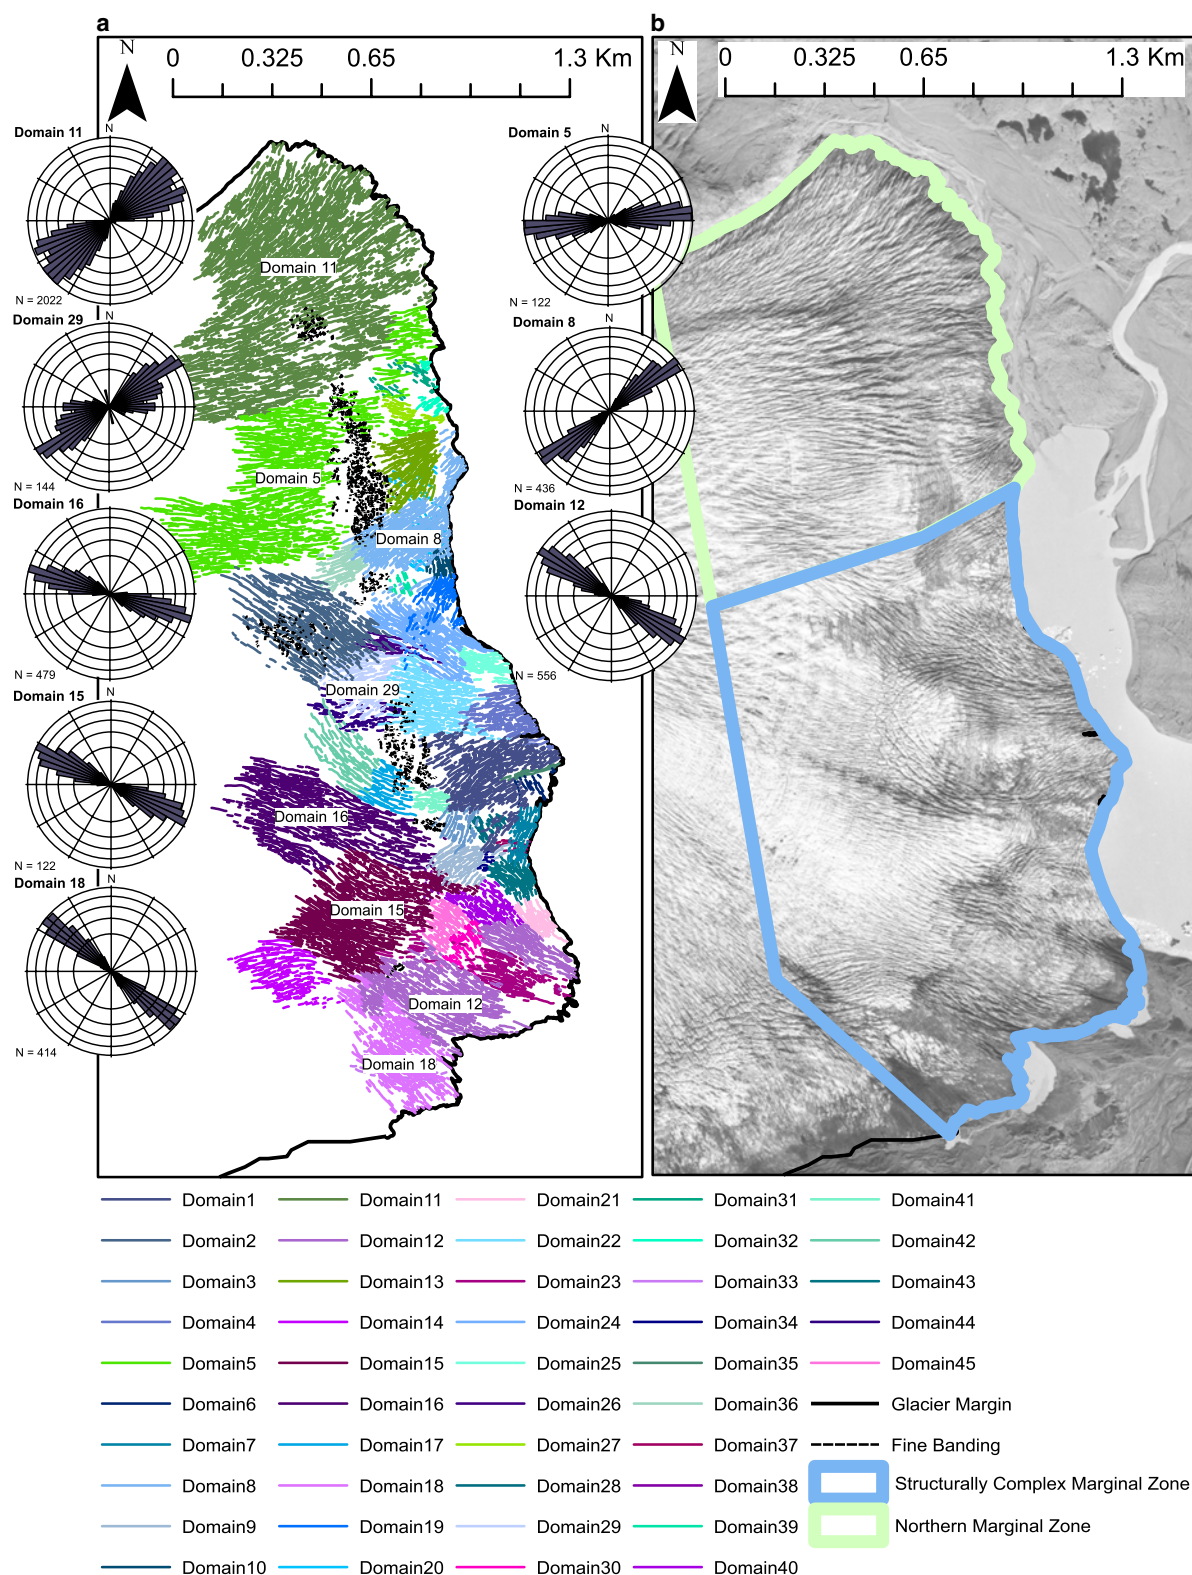 a
b
N
0 0.325 0.65 1.3 Km
N
0 0.325 0.65 1.3 Km
Domain 11
N
N = 2022
Domain 29
N
N = 144
Domain 16
N
N = 479
Domain 15
N
N = 122
Domain 18
N
N = 414
Domain 5
N
N = 122
Domain 8
N
N = 436
Domain 12
N
N = 556
Domain 11
Domain 5
Domain 8
Domain 29
Domain 16
Domain 15
Domain 12
Domain 18
Domain1 Domain11 Domain21 Domain31 Domain41
Domain2 Domain12 Domain22 Domain32 Domain42
Domain3 Domain13 Domain23 Domain33 Domain43
Domain4 Domain14 Domain24 Domain34 Domain44
Domain5 Domain15 Domain25 Domain35 Domain45
Domain6 Domain16 Domain26 Domain36 Glacier Margin
Domain7 Domain17 Domain27 Domain37 Fine Banding
Domain8 Domain18 Domain28 Domain38 Structurally Complex Marginal Zone
Domain9 Domain19 Domain29 Domain39 Northern Marginal Zone
Domain10 Domain20 Domain30 Domain40